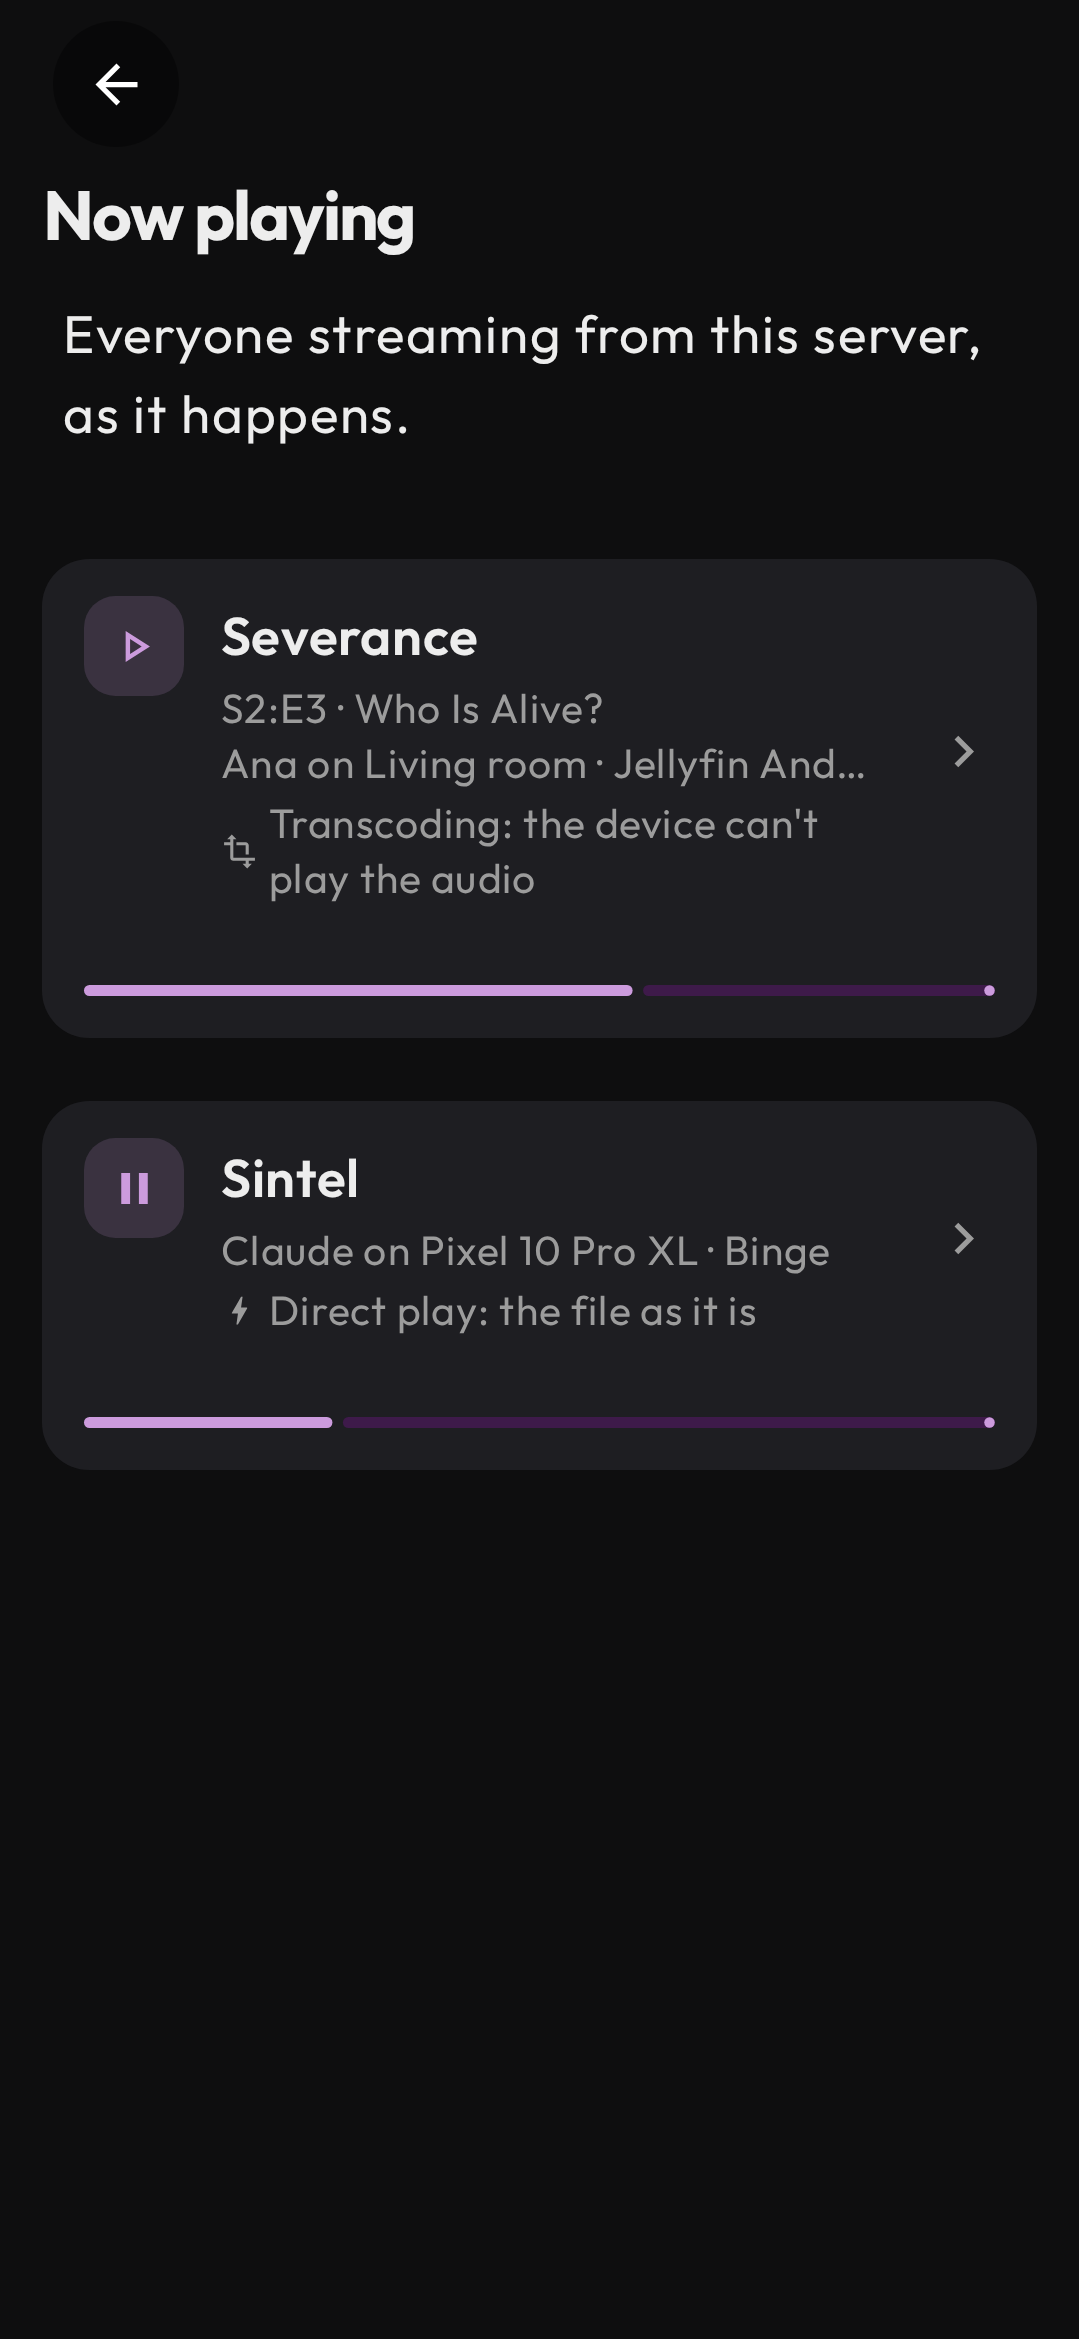 Now playing
Everyone streaming from this server,
as it happens.
Severance
S2:E3 · Who Is Alive?
Ana on Living room · Jellyfin And…
Transcoding: the device can't
play the audio
Sintel
Claude on Pixel 10 Pro XL · Binge
Direct play: the file as it is